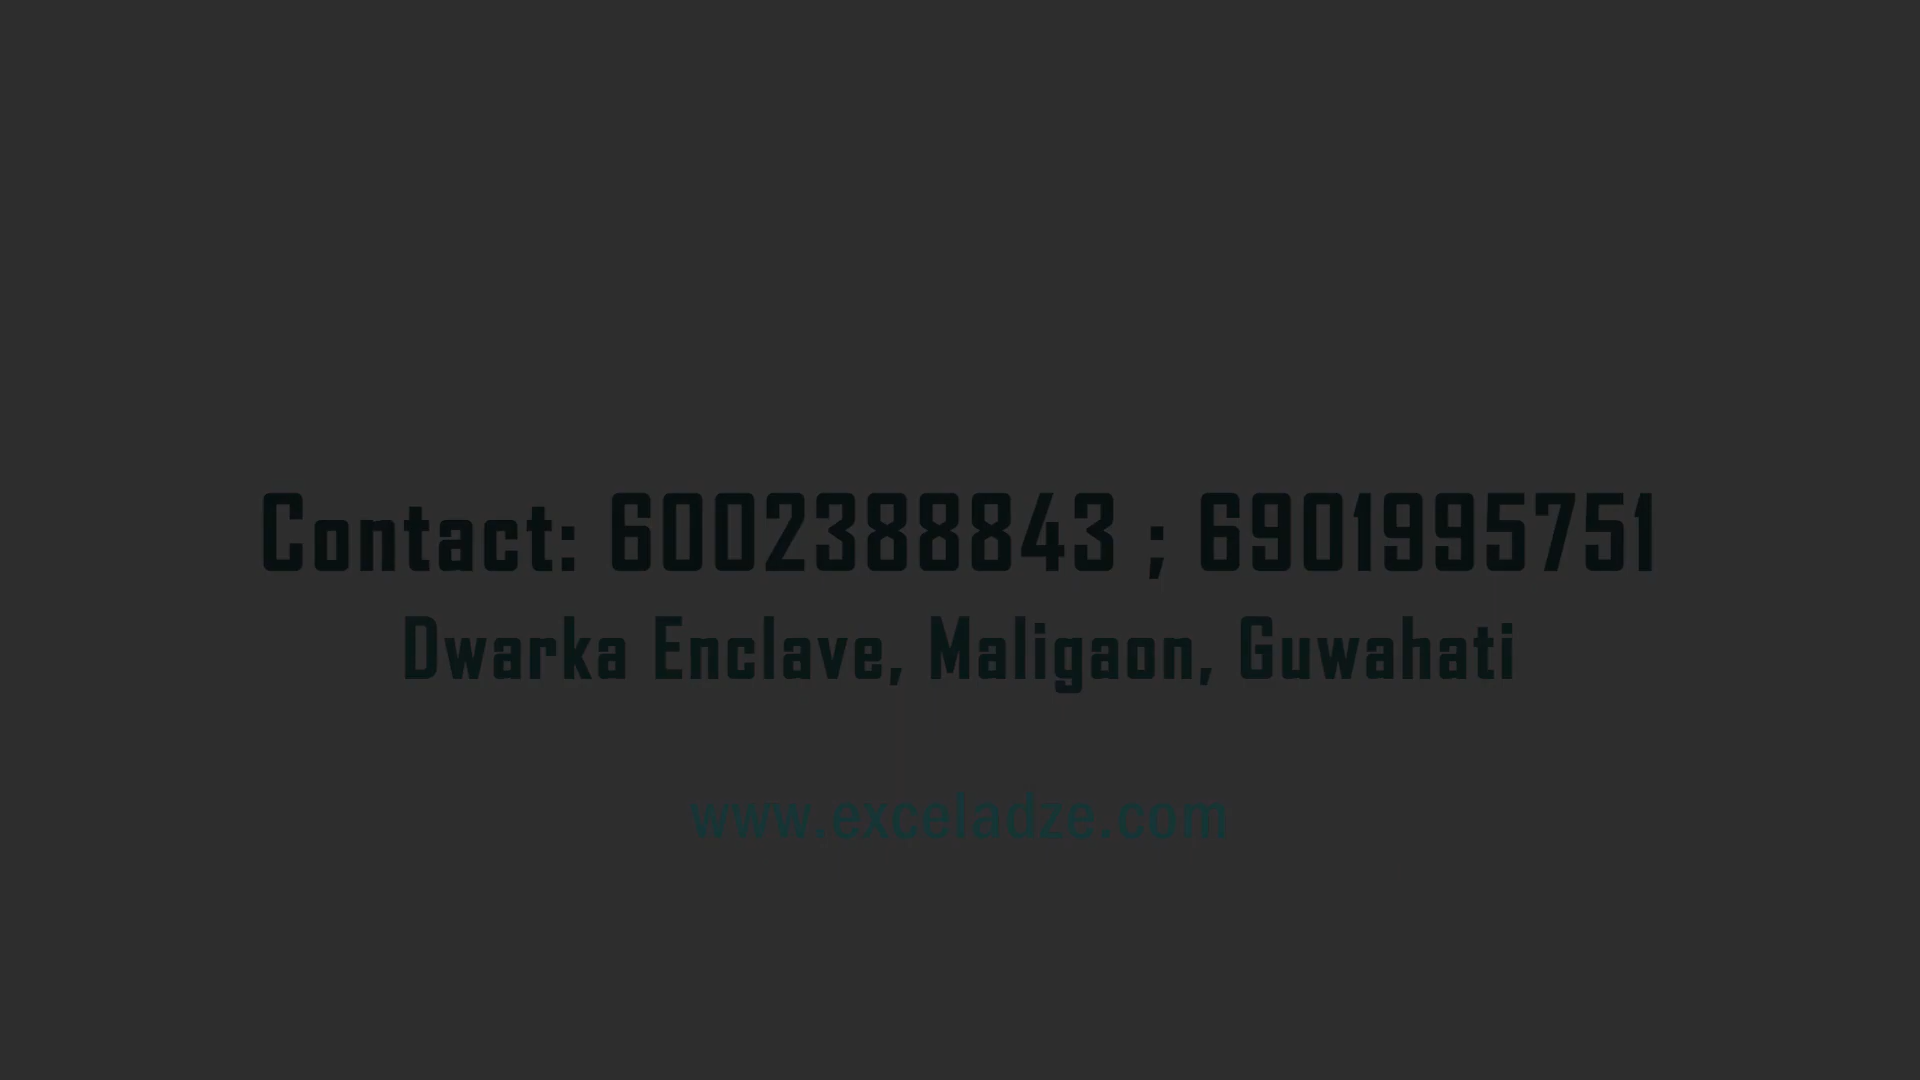 Contact: 6002388843 ; 6901995751
Dwarka Enclave, Maligaon, Guwahati
www.exceladze.com